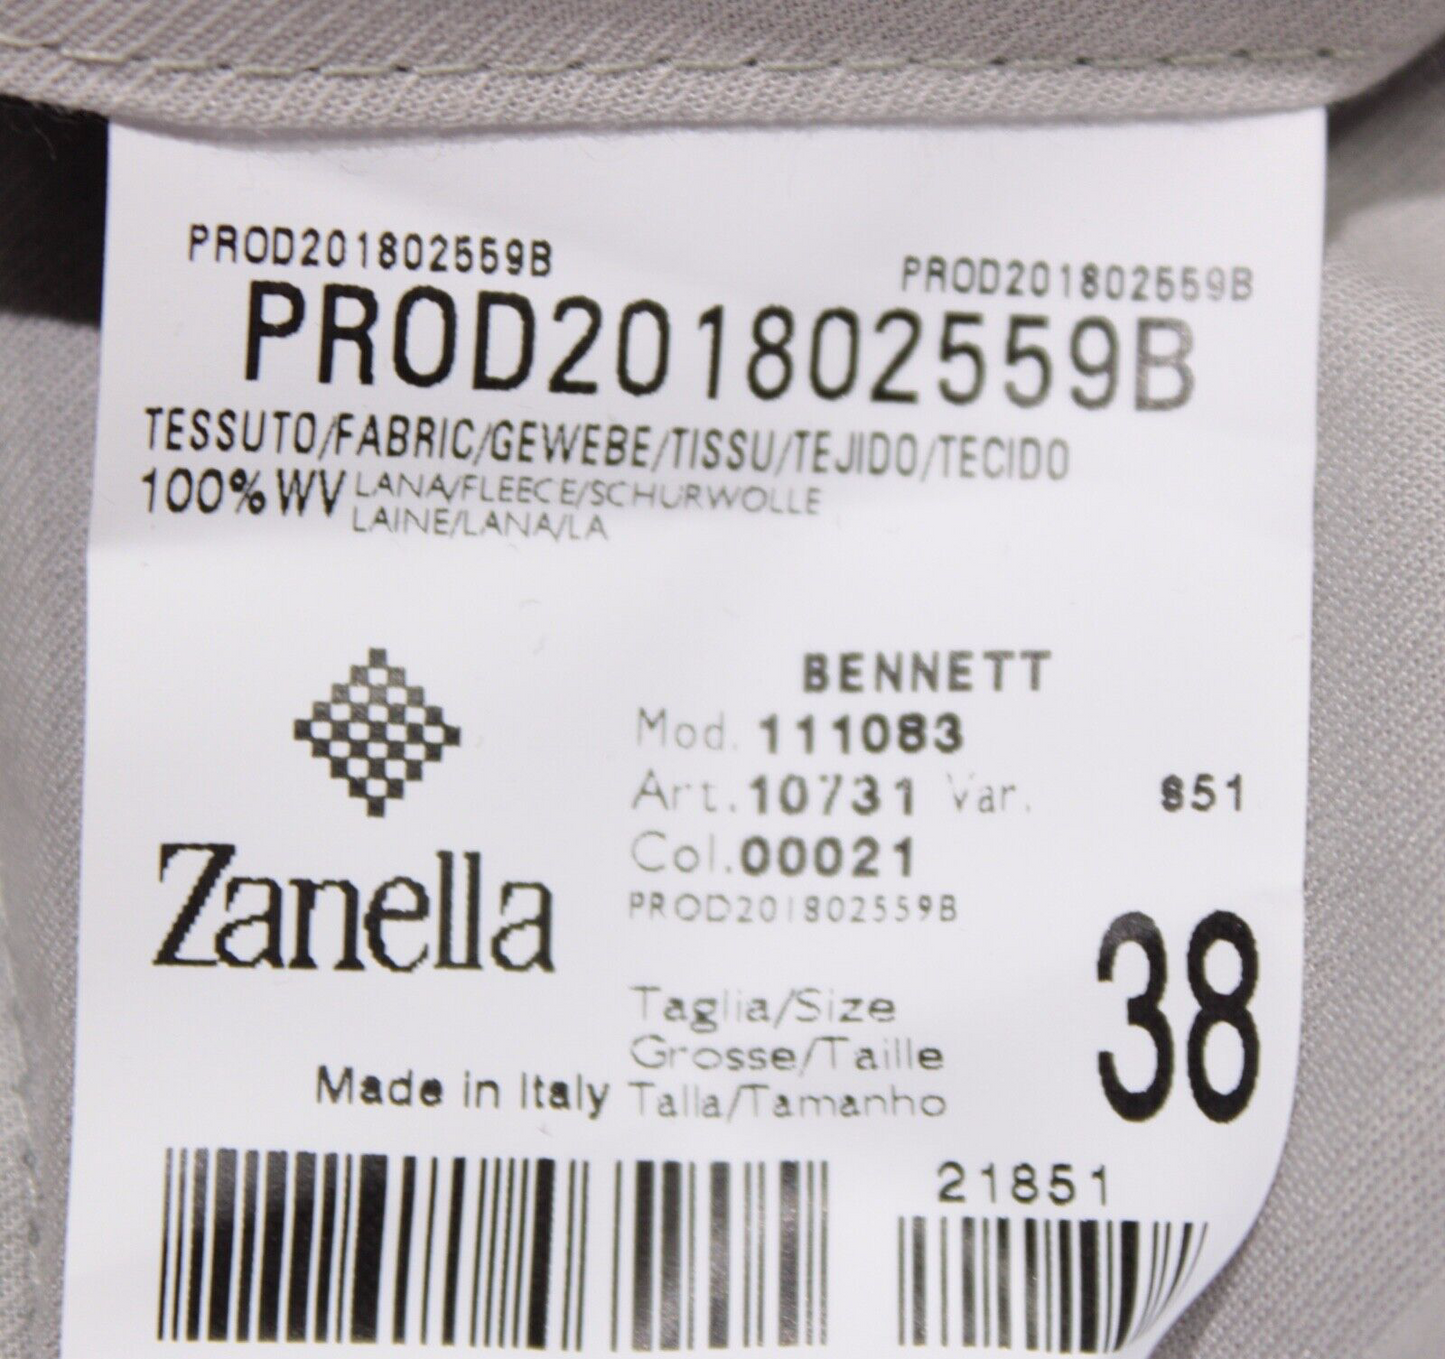 PROD201802559B
PROD201802559B
PROD201802559B
TESSUTO/FABRIC/GEWEBE/TISSU/TEJIDO/TECIDO
100% WV LANA/FLEECE/SCHURWOLLE
LAINE/LANA/LA
BENNETT
Mod. 111083
Art. 10731 Var. 851
Col. 00021
PROD201802559B
Zanella
38
Taglia/Size
Grosse/Taille
Made in Italy Talla/Tamanho
21851